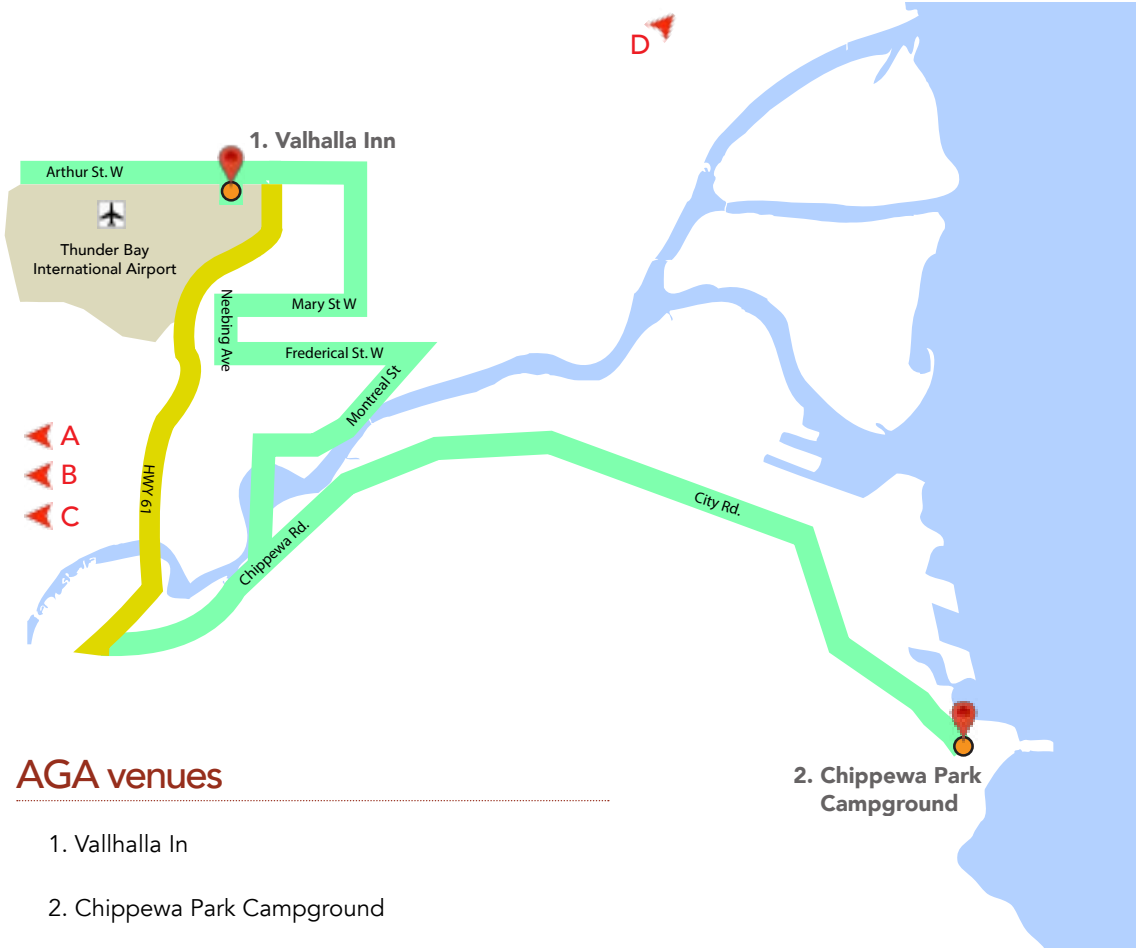 D
1. Valhalla Inn
Arthur St. W
Thunder Bay
International Airport
Neebing Ave
Mary St W
Frederical St. W
Montreal St
A
B
C
HWY 61
City Rd.
Chippewa Rd.
2. Chippewa Park
Campground
AGA venues
1. Vallhalla In
2. Chippewa Park Campground